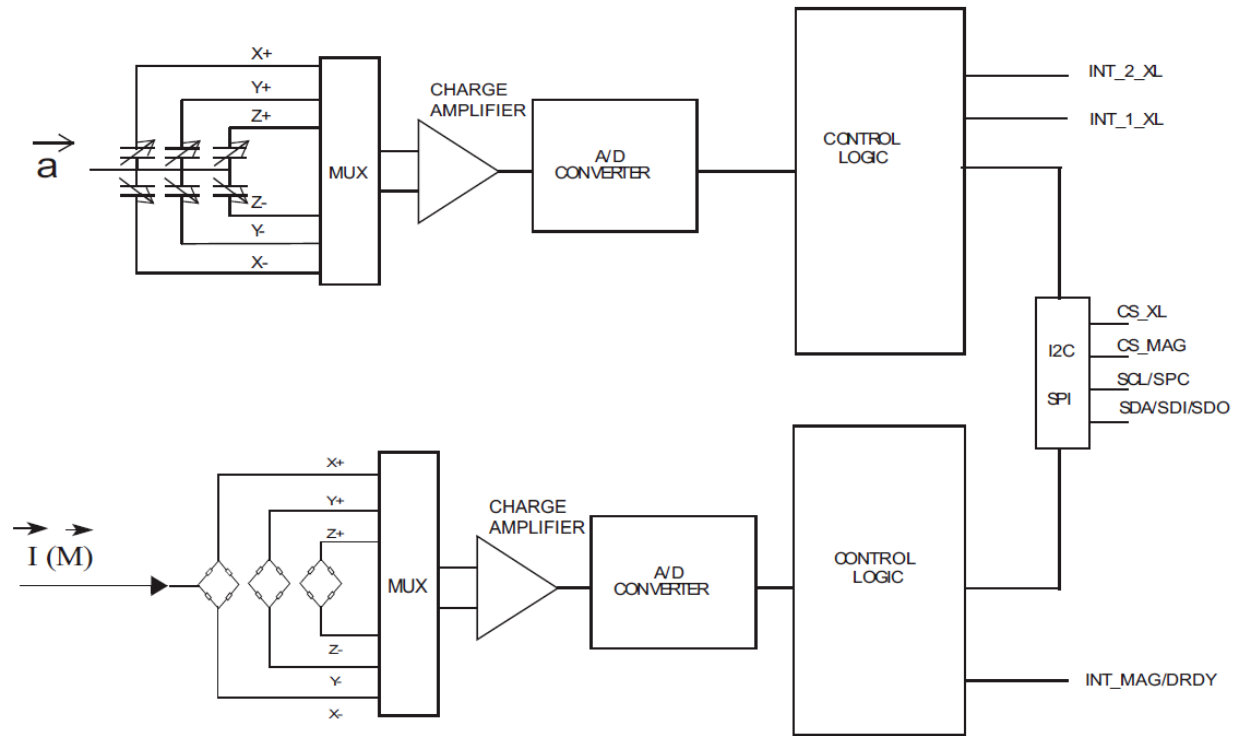 X+
Y+
Z+
a
Z-
Y-
X-
MUX
CHARGE
AMPLIFIER
A/D
CONVERTER
CONTROL
LOGIC
INT_2_XL
INT_1_XL
I2C
SPI
CS_XL
CS_MAG
SCL/SPC
SDA/SDI/SDO
X+
Y+
Z+
I (M)
Z-
Y-
X-
MUX
CHARGE
AMPLIFIER
A/D
CONVERTER
CONTROL
LOGIC
INT_MAG/DRDY